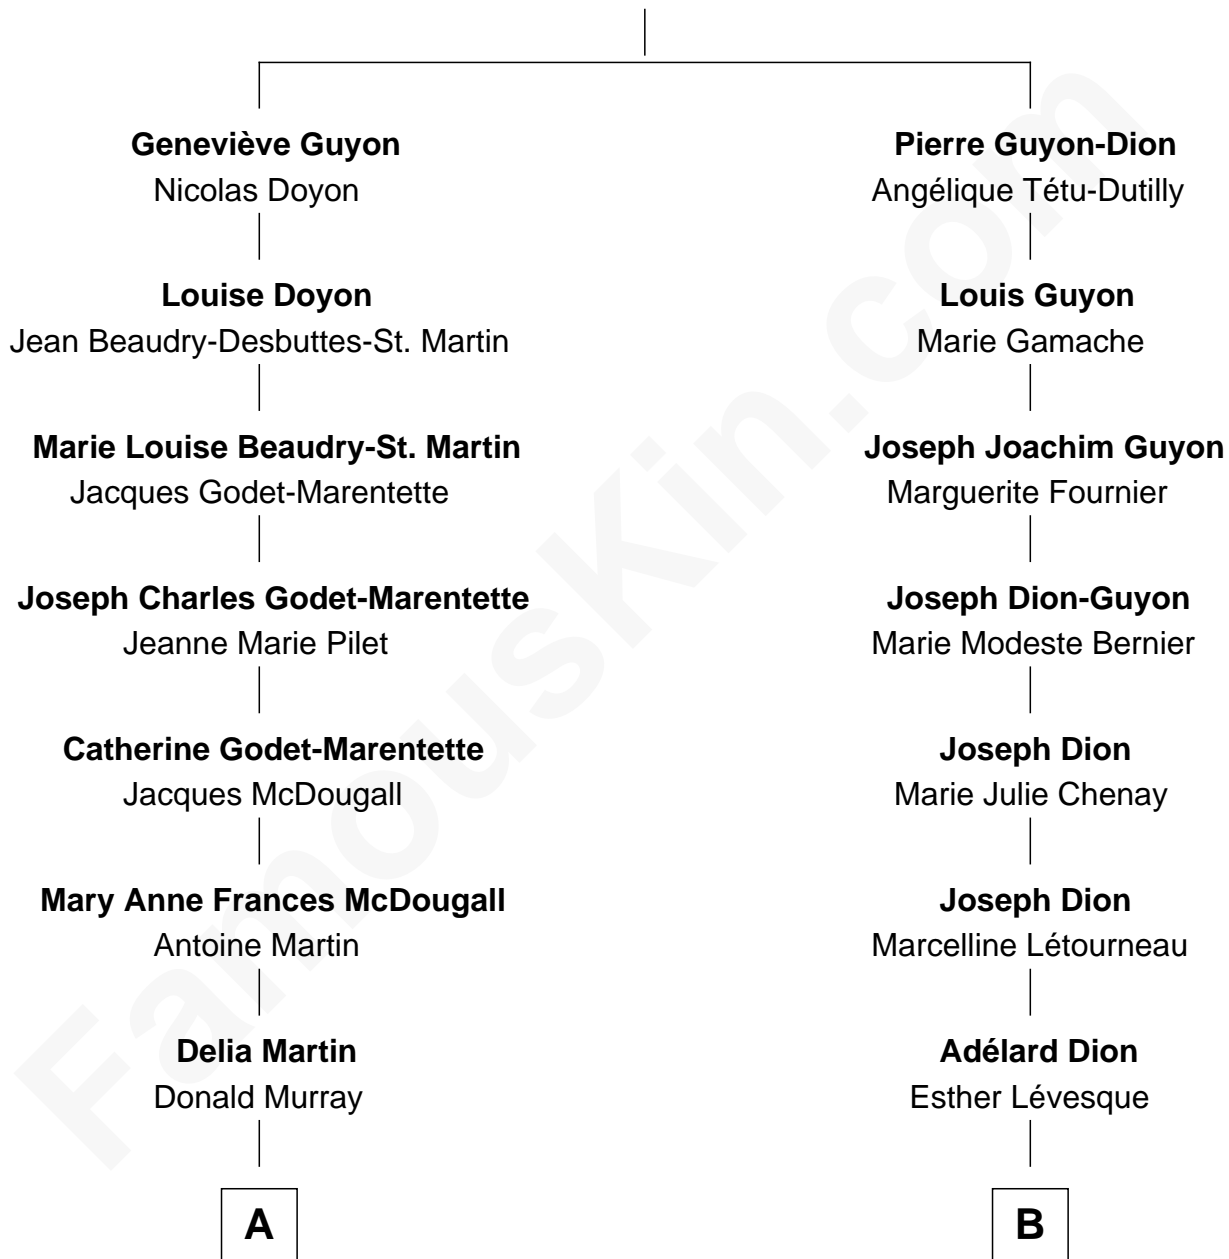 Geneviève Guyon
Nicolas Doyon
Louise Doyon
Jean Beaudry-Desbuttes-St. Martin
Marie Louise Beaudry-St. Martin
Jacques Godet-Marentette
Joseph Charles Godet-Marentette
Jeanne Marie Pilet
Catherine Godet-Marentette
Jacques McDougall
Mary Anne Frances McDougall
Antoine Martin
Delia Martin
Donald Murray
A
Pierre Guyon-Dion
Angélique Tétu-Dutilly
Louis Guyon
Marie Gamache
Joseph Joachim Guyon
Marguerite Fournier
Joseph Dion-Guyon
Marie Modeste Bernier
Joseph Dion
Marie Julie Chenay
Joseph Dion
Marcelline Létourneau
Adélard Dion
Esther Lévesque
B
FamousKin.com